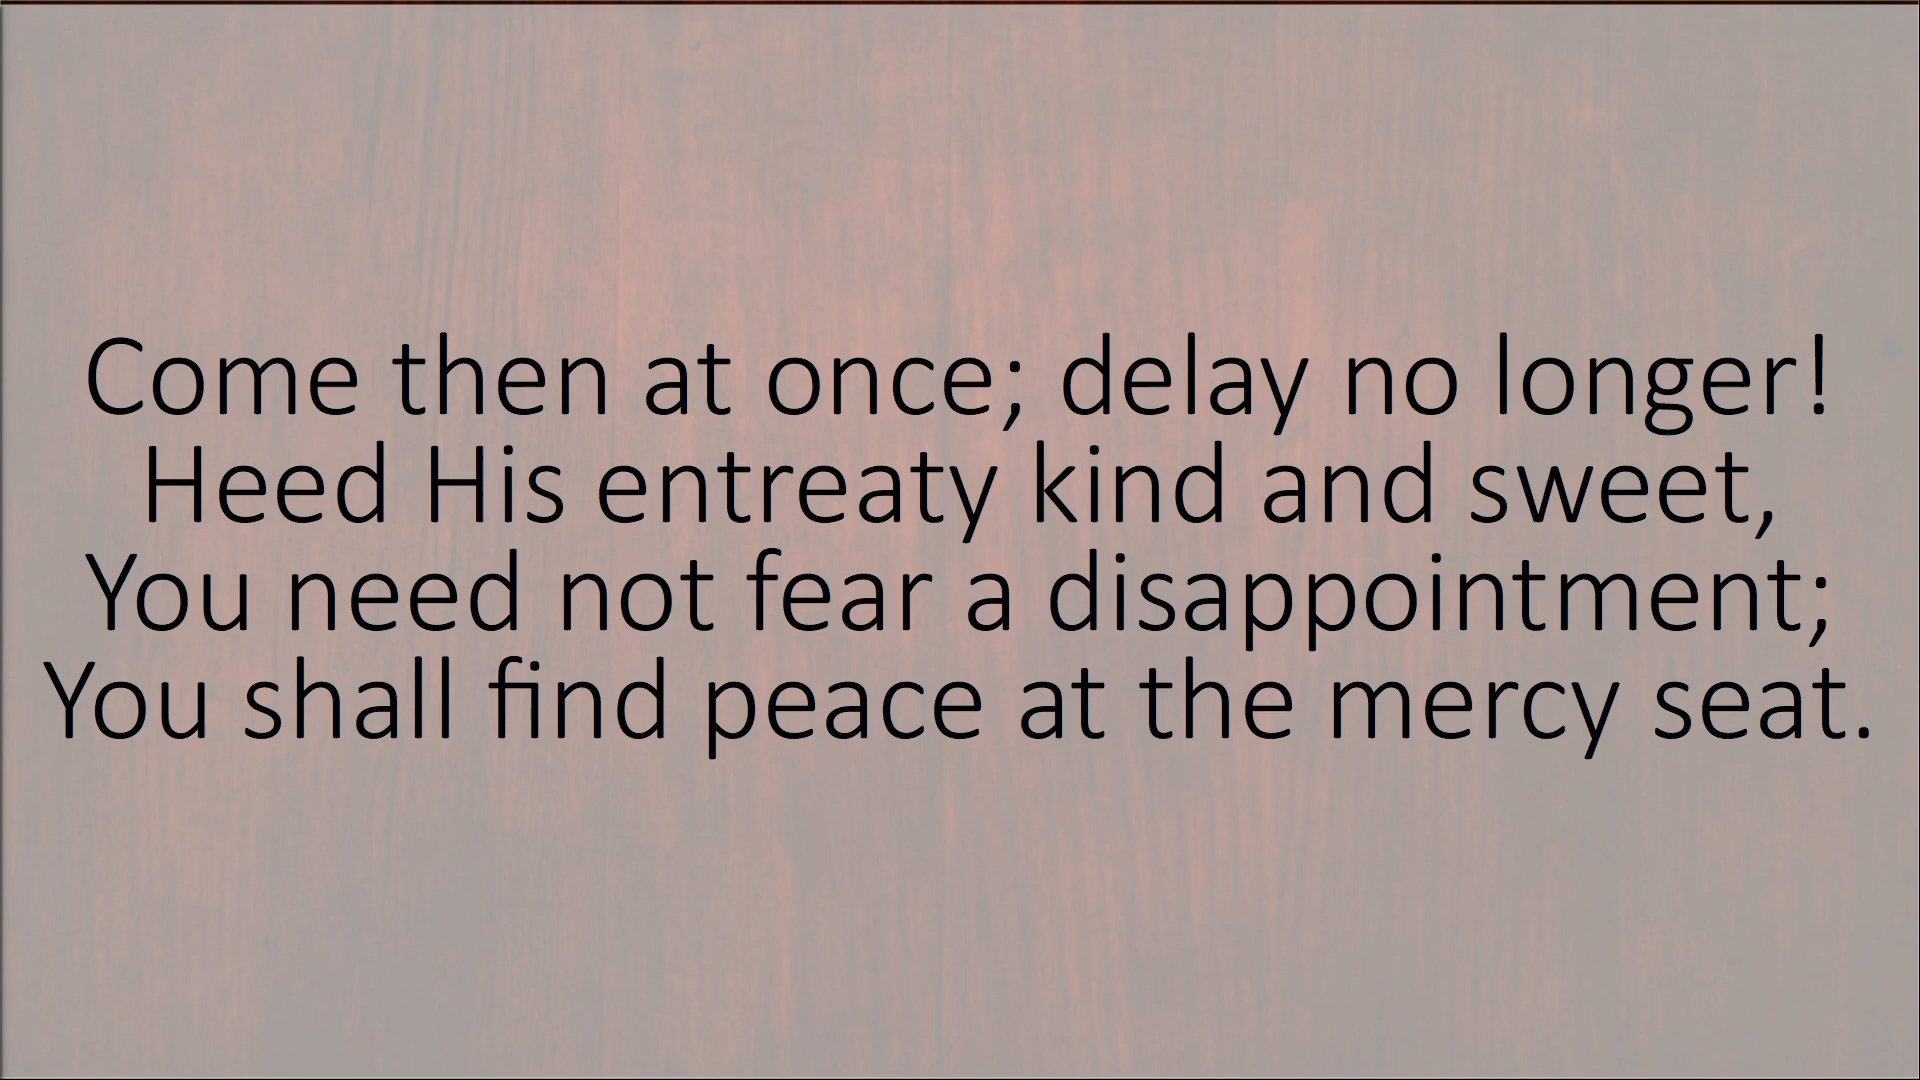 Come then at once; delay no longer!
Heed His entreaty kind and sweet,
You need not fear a disappointment;
You shall find peace at the mercy seat.